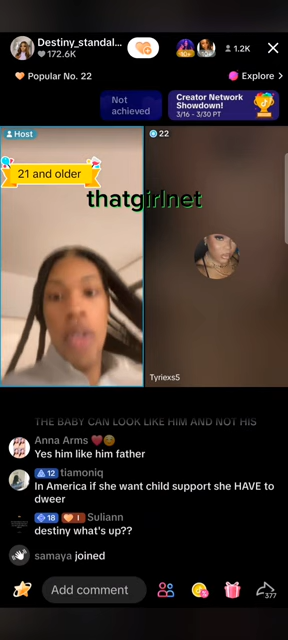 Destiny_standal...
172.6K
10+
10+
1.2K
Popular No. 22
Explore >
Not
achieved
Creator Network
Showdown!
3/16 - 3/30 PT
Host
22
21 and older
thatgirlnet
Tyriexs5
THE BABY CAN LOOK LIKE HIM AND NOT HIS
Anna Arms ❤️😊
Yes him like him father
12 tiamoniq
In America if she want child support she HAVE to
dweer
18 I Suliann
destiny what's up??
samaya joined
Add comment
377